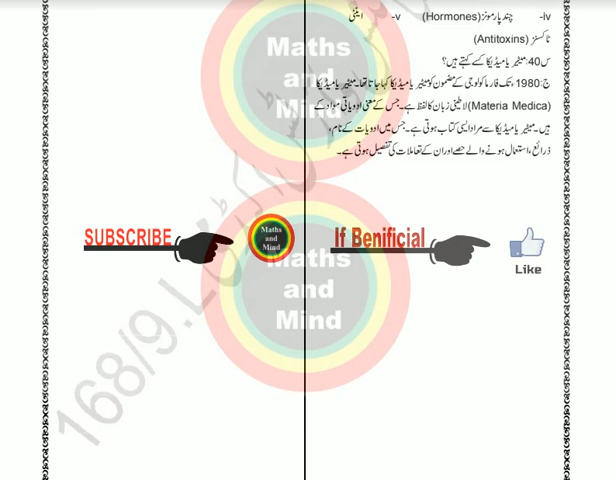 iv- چند ہارمونز (Hormones) v- اینٹی
ٹاکسنز (Antitoxins)
س40: میٹیریا میڈیکا کسے کہتے ہیں؟
ج: 1980ء تک فارماکولوجی کے مضمون کو میٹیریا میڈیکا کہا جاتا تھا۔ میٹیریا میڈیکا
(Materia Medica) لاطینی زبان کا لفظ ہے۔ جس کے معنی ادویاتی مواد کے
ہیں۔ میٹیریا میڈیکا سے مراد ایسی کتاب ہوتی ہے۔ جس میں ادویات کے نام،
ذرائع، استعمال ہونے والے حصے اور ان کے تعاملات کی تفصیل ہوتی ہے۔
Maths
and
Mind
SUBSCRIBE
Maths
and
Mind
If Benificial
Like
Maths
and
Mind
168/9.L